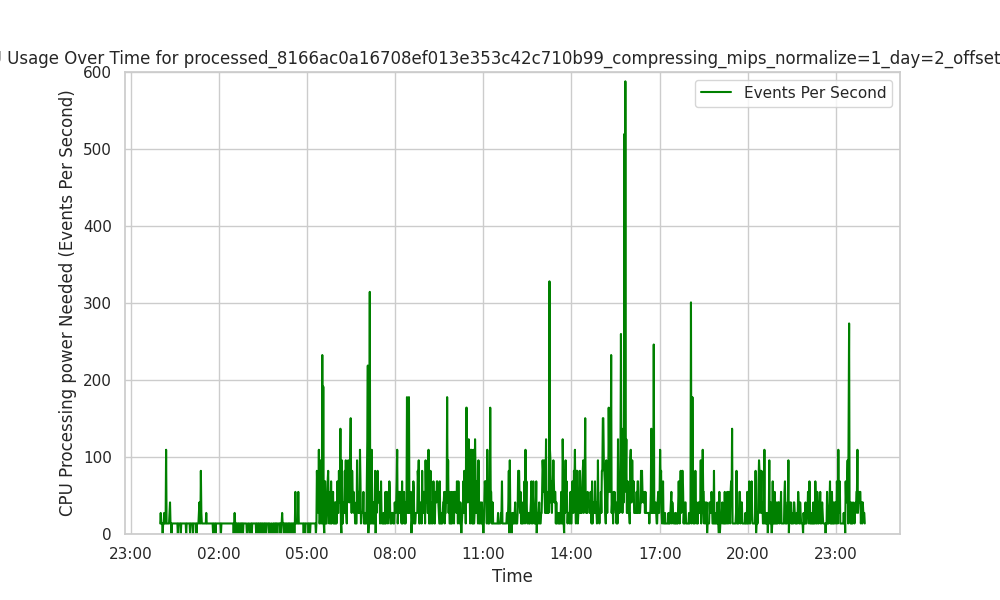 Usage Over Time for processed_8166ac0a16708ef013e353c42c710b99_compressing_mips_normalize=1_day=2_offset
Events Per Second
CPU Processing power Needed (Events Per Second)
600
500
400
300
200
100
0
23:00 02:00 05:00 08:00 11:00 14:00 17:00 20:00 23:00
Time